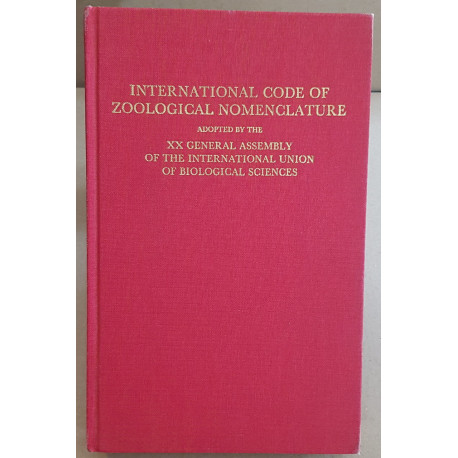 INTERNATIONAL CODE OF
ZOOLOGICAL NOMENCLATURE
ADOPTED BY THE
XX GENERAL ASSEMBLY
OF THE INTERNATIONAL UNION
OF BIOLOGICAL SCIENCES